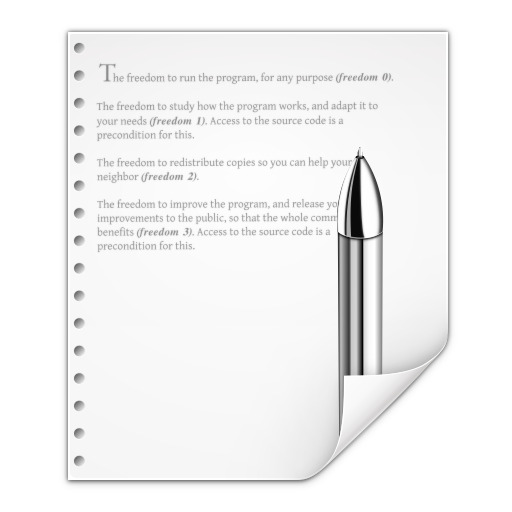 The freedom to run the program, for any purpose (freedom 0).
The freedom to study how the program works, and adapt it to
your needs (freedom 1). Access to the source code is a
precondition for this.
The freedom to redistribute copies so you can help your
neighbor (freedom 2).
The freedom to improve the program, and release yo
improvements to the public, so that the whole comm
benefits (freedom 3). Access to the source code is a
precondition for this.